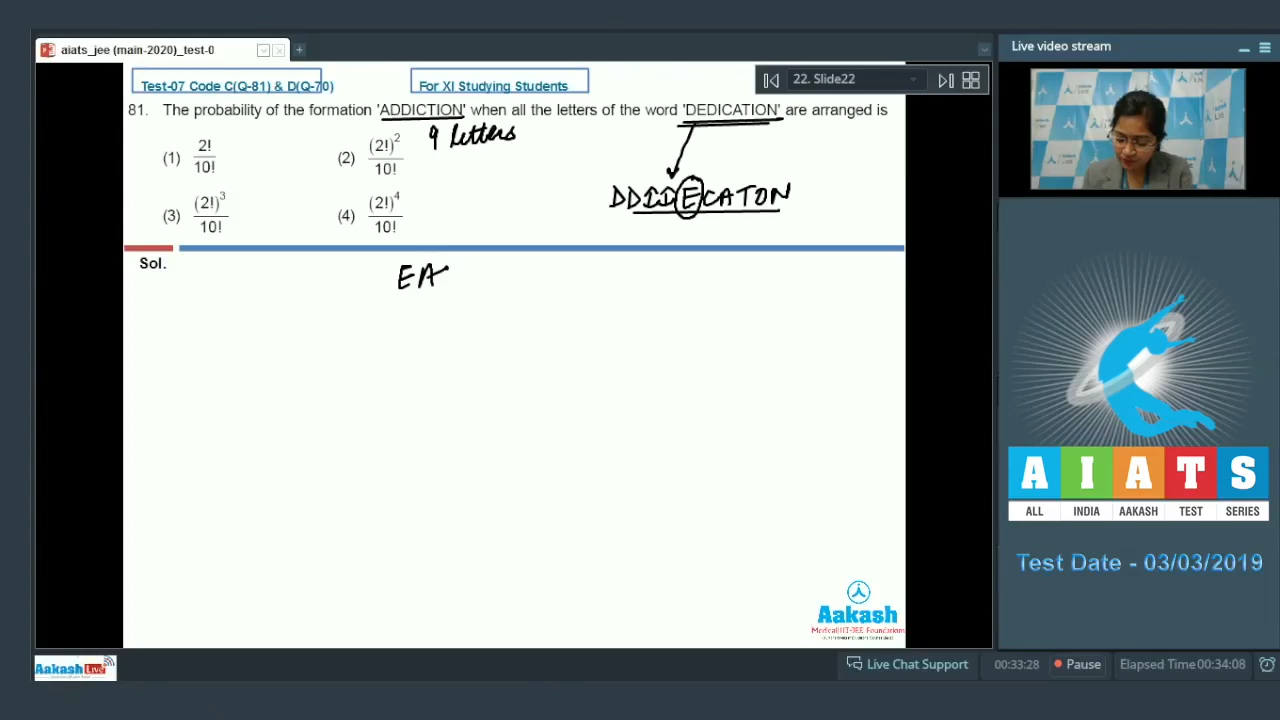 aiats_jee (main-2020)_test-0
Live video stream
Test-07 Code C(Q-81) & D(Q-70)
For XI Studying Students
22. Slide22
81. The probability of the formation 'ADDICTION' when all the letters of the word 'DEDICATION' are arranged is
9 letters
(1) 2!/10!
(2) (2!)^2/10!
DDIIECATON
(3) (2!)^3/10!
(4) (2!)^4/10!
Sol.
EA
AIATS
ALL INDIA AAKASH TEST SERIES
Test Date - 03/03/2019
Aakash
Medical|IIT-JEE|Foundations
Aakash Live
Live Chat Support
00:33:28
Pause
Elapsed Time 00:34:08